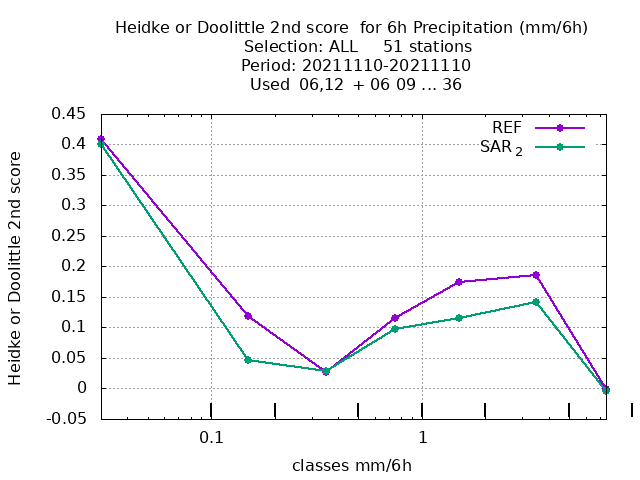 Heidke or Doolittle 2nd score  for 6h Precipitation (mm/6h)
Selection: ALL     51 stations
Period: 20211110-20211110
Used  06,12  + 06 09 ... 36
REF
SAR 2
Heidke or Doolittle 2nd score
0.45
0.4
0.35
0.3
0.25
0.2
0.15
0.1
0.05
0
-0.05
0.1
1
classes mm/6h